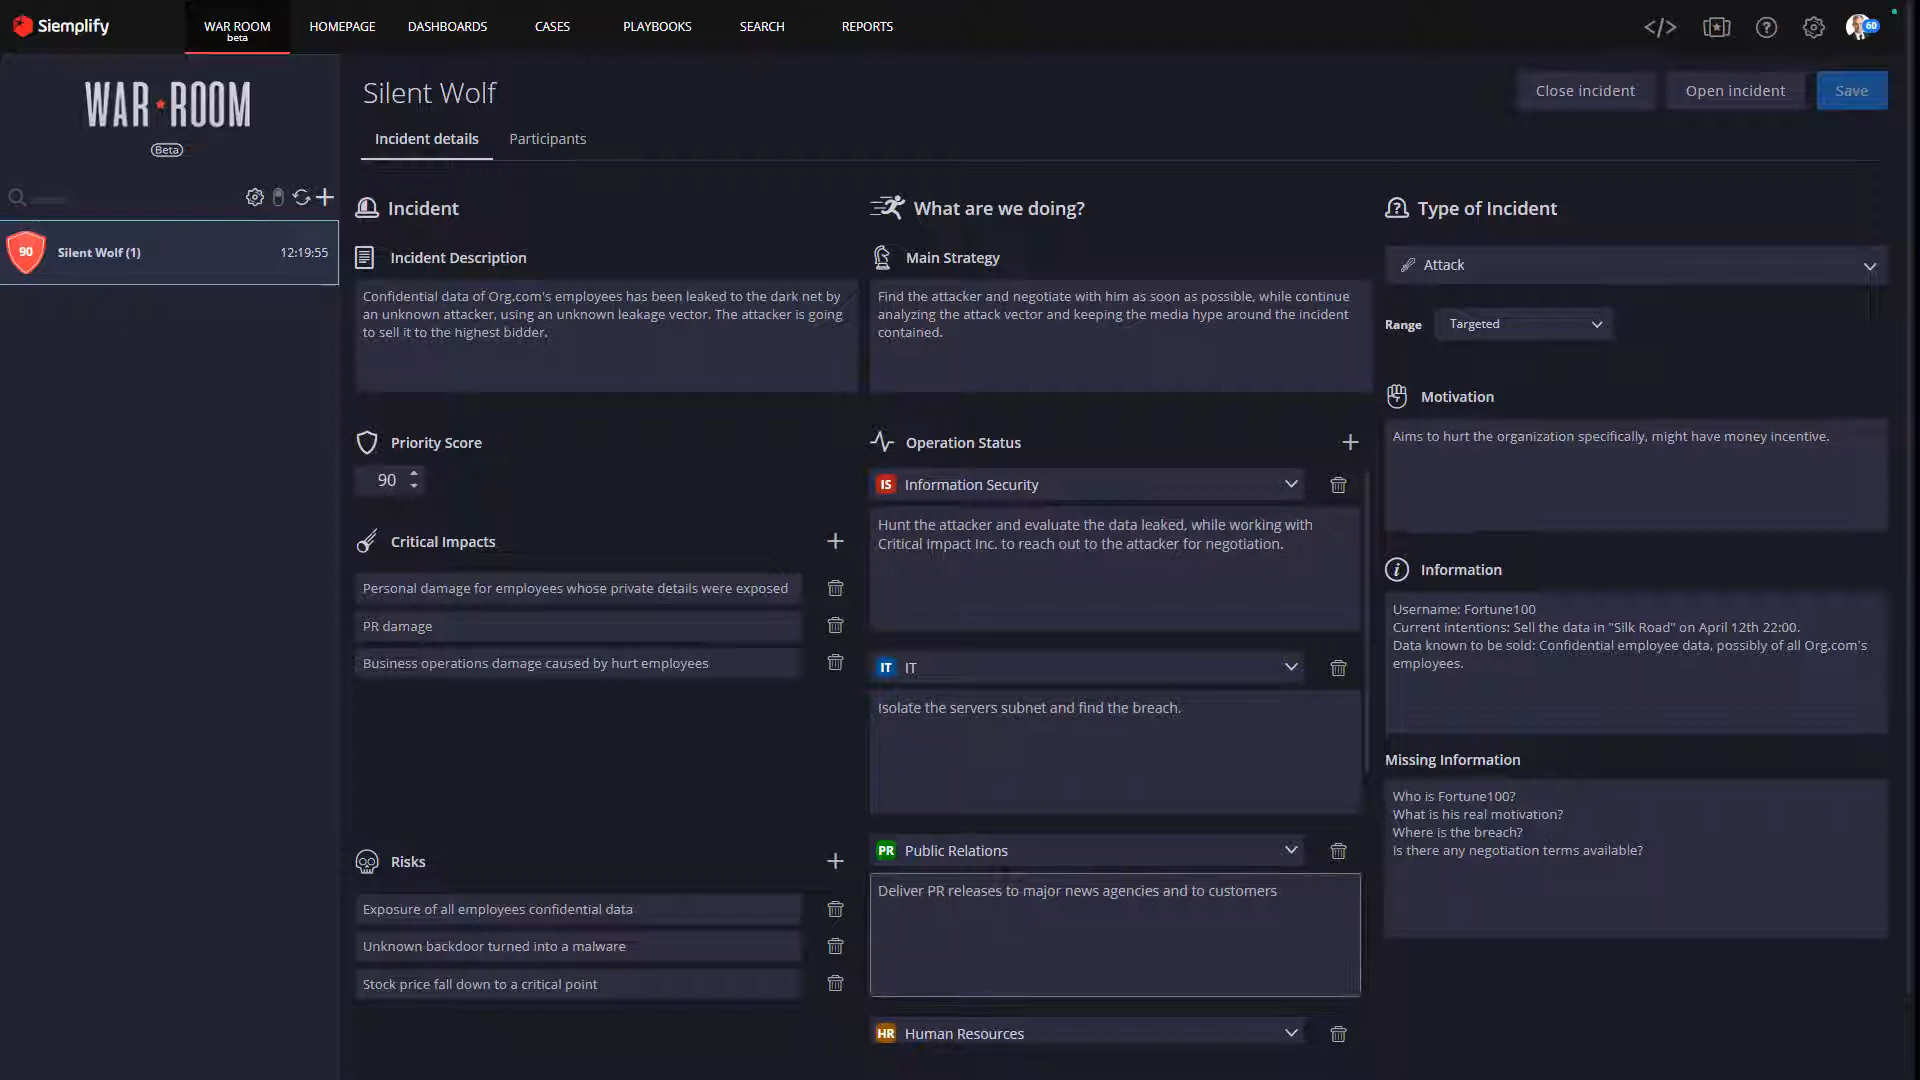 Siemplify
WAR ROOM
beta
HOMEPAGE
DASHBOARDS
CASES
PLAYBOOKS
SEARCH
REPORTS
60
WAR ROOM
Beta
90
Silent Wolf (1)
12:19:55
Silent Wolf
Close incident
Open incident
Save
Incident details
Participants
Incident
Incident Description
Confidential data of Org.com's employees has been leaked to the dark net by
an unknown attacker, using an unknown leakage vector. The attacker is going
to sell it to the highest bidder.
Priority Score
90
Critical Impacts
Personal damage for employees whose private details were exposed
PR damage
Business operations damage caused by hurt employees
Risks
Exposure of all employees confidential data
Unknown backdoor turned into a malware
Stock price fall down to a critical point
What are we doing?
Main Strategy
Find the attacker and negotiate with him as soon as possible, while continue
analyzing the attack vector and keeping the media hype around the incident
contained.
Operation Status
IS Information Security
Hunt the attacker and evaluate the data leaked, while working with
Critical Impact Inc. to reach out to the attacker for negotiation.
IT IT
Isolate the servers subnet and find the breach.
PR Public Relations
Deliver PR releases to major news agencies and to customers
HR Human Resources
Type of Incident
Attack
Range
Targeted
Motivation
Aims to hurt the organization specifically, might have money incentive.
Information
Username: Fortune100
Current intentions: Sell the data in "Silk Road" on April 12th 22:00.
Data known to be sold: Confidential employee data, possibly of all Org.com's
employees.
Missing Information
Who is Fortune100?
What is his real motivation?
Where is the breach?
Is there any negotiation terms available?